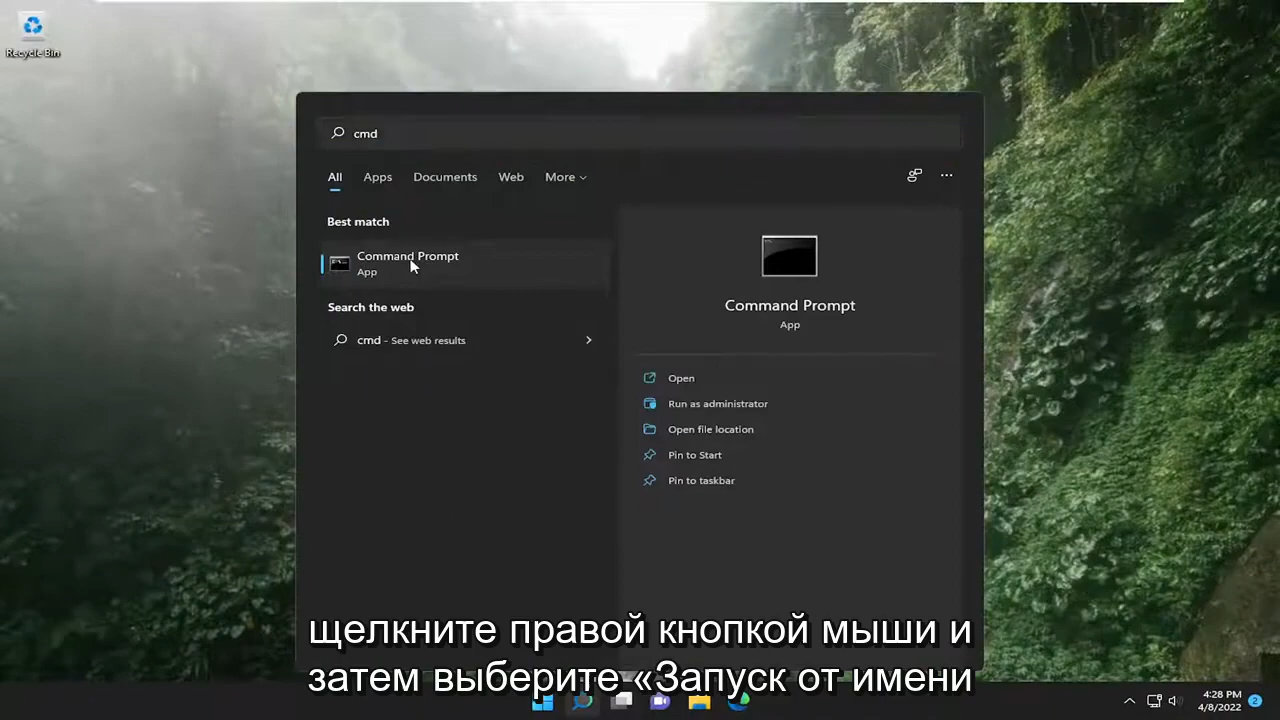 Recycle Bin
cmd
All Apps Documents Web More
Best match
Command Prompt
App
Search the web
cmd - See web results
Command Prompt
App
Open
Run as administrator
Open file location
Pin to Start
Pin to taskbar
щелкните правой кнопкой мыши и
затем выберите «Запуск от имени
4:28 PM
4/8/2022
2